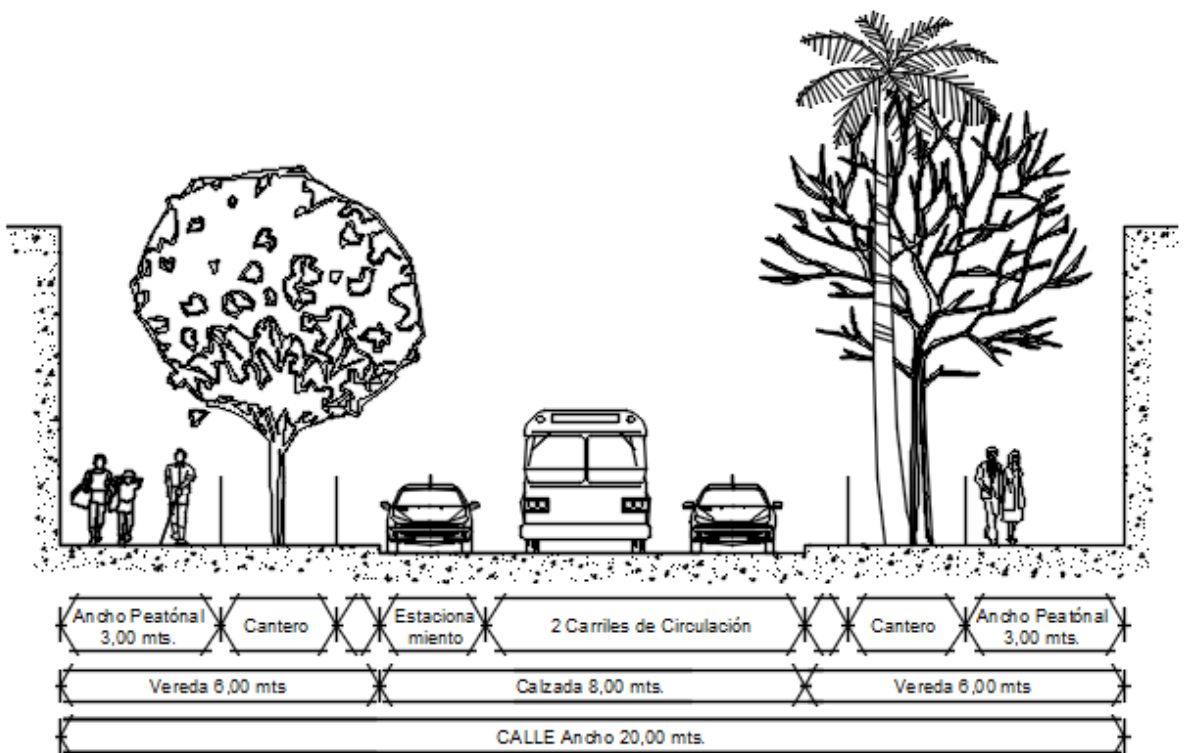 Ancho Peatónal
3,00 mts.
Cantero
Estaciona
miento
2 Carriles de Circulación
Cantero
Ancho Peatónal
3,00 mts.
Vereda 6,00 mts
Calzada 8,00 mts.
Vereda 6,00 mts
CALLE Ancho 20,00 mts.